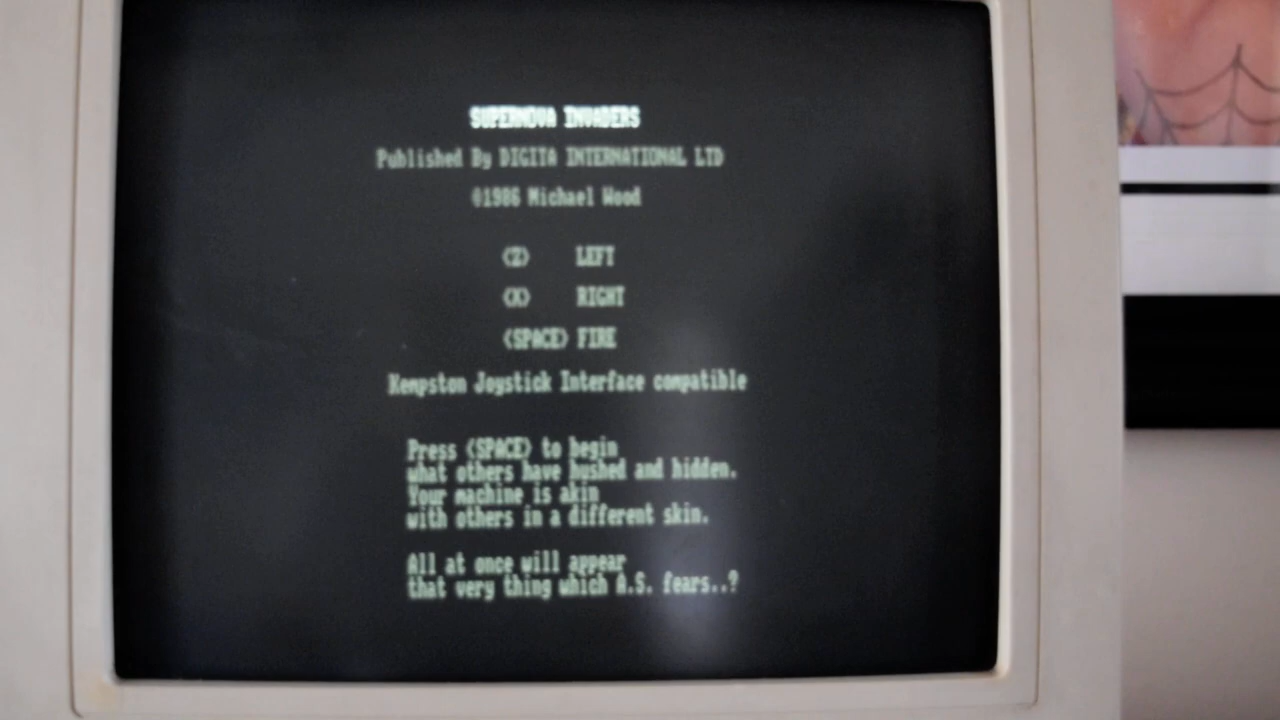 SUPERNOVA INVADERS
Published By DIGITA INTERNATIONAL LTD
©1986 Michael Wood
<Z> LEFT
<X> RIGHT
<SPACE> FIRE
Kempston Joystick Interface compatible
Press <SPACE> to begin
what others have hushed and hidden.
Your machine is akin
with others in a different skin.
All at once will appear
that very thing which A.S. fears..?